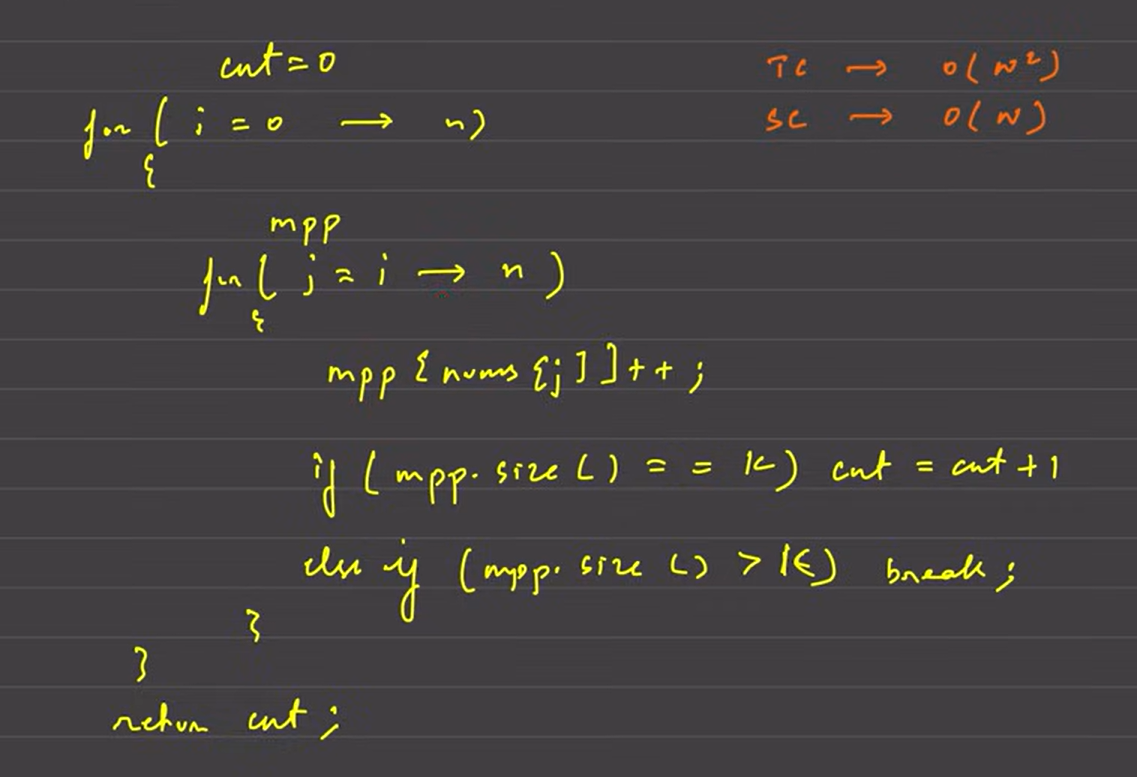 cnt = 0
TC → O(N²)
for ( i = 0 → n)
SC → O(N)
{
mpp
for ( j = i → n )
{
mpp [ nums [j] ] ++ ;
if ( mpp. size ( ) = = K) cnt = cnt + 1
else if ( mpp. size ( ) > K) break ;
}
}
return cnt ;